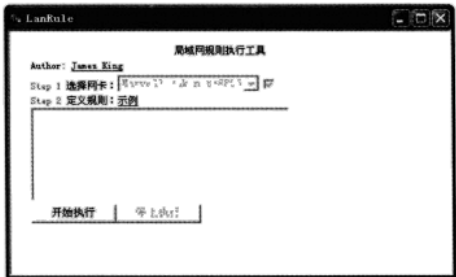 LanRule
局域网规则执行工具
Author: James King
Step 1 选择网卡:
Step 2 定义规则: 示例
开始执行